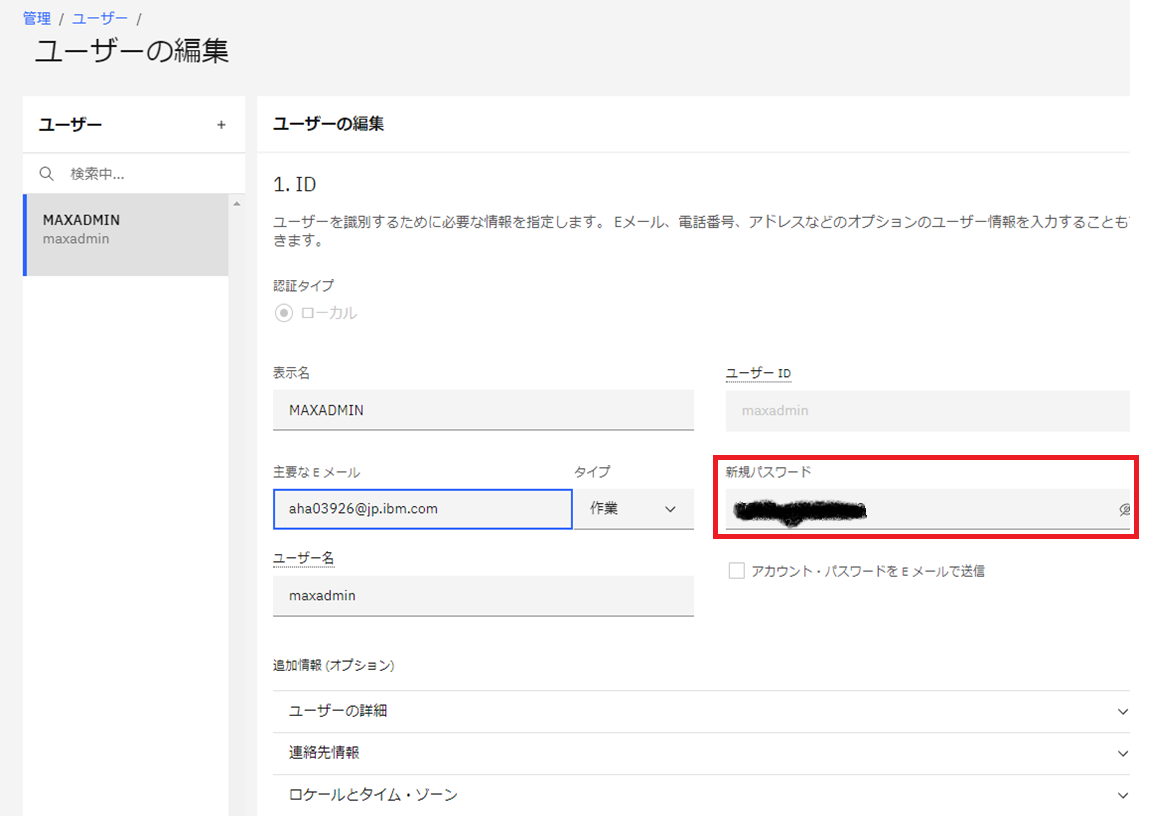 管理 / ユーザー /
ユーザーの編集
ユーザー +
検索中...
MAXADMIN
maxadmin
ユーザーの編集
1. ID
ユーザーを識別するために必要な情報を指定します。 Eメール、電話番号、アドレスなどのオプションのユーザー情報を入力することも
きます。
認証タイプ
ローカル
表示名
MAXADMIN
ユーザー ID
maxadmin
主要な E メール
aha03926@jp.ibm.com
タイプ
作業
新規パスワード
アカウント・パスワードを E メールで送信
ユーザー名
maxadmin
追加情報 (オプション)
ユーザーの詳細
連絡先情報
ロケールとタイム・ゾーン